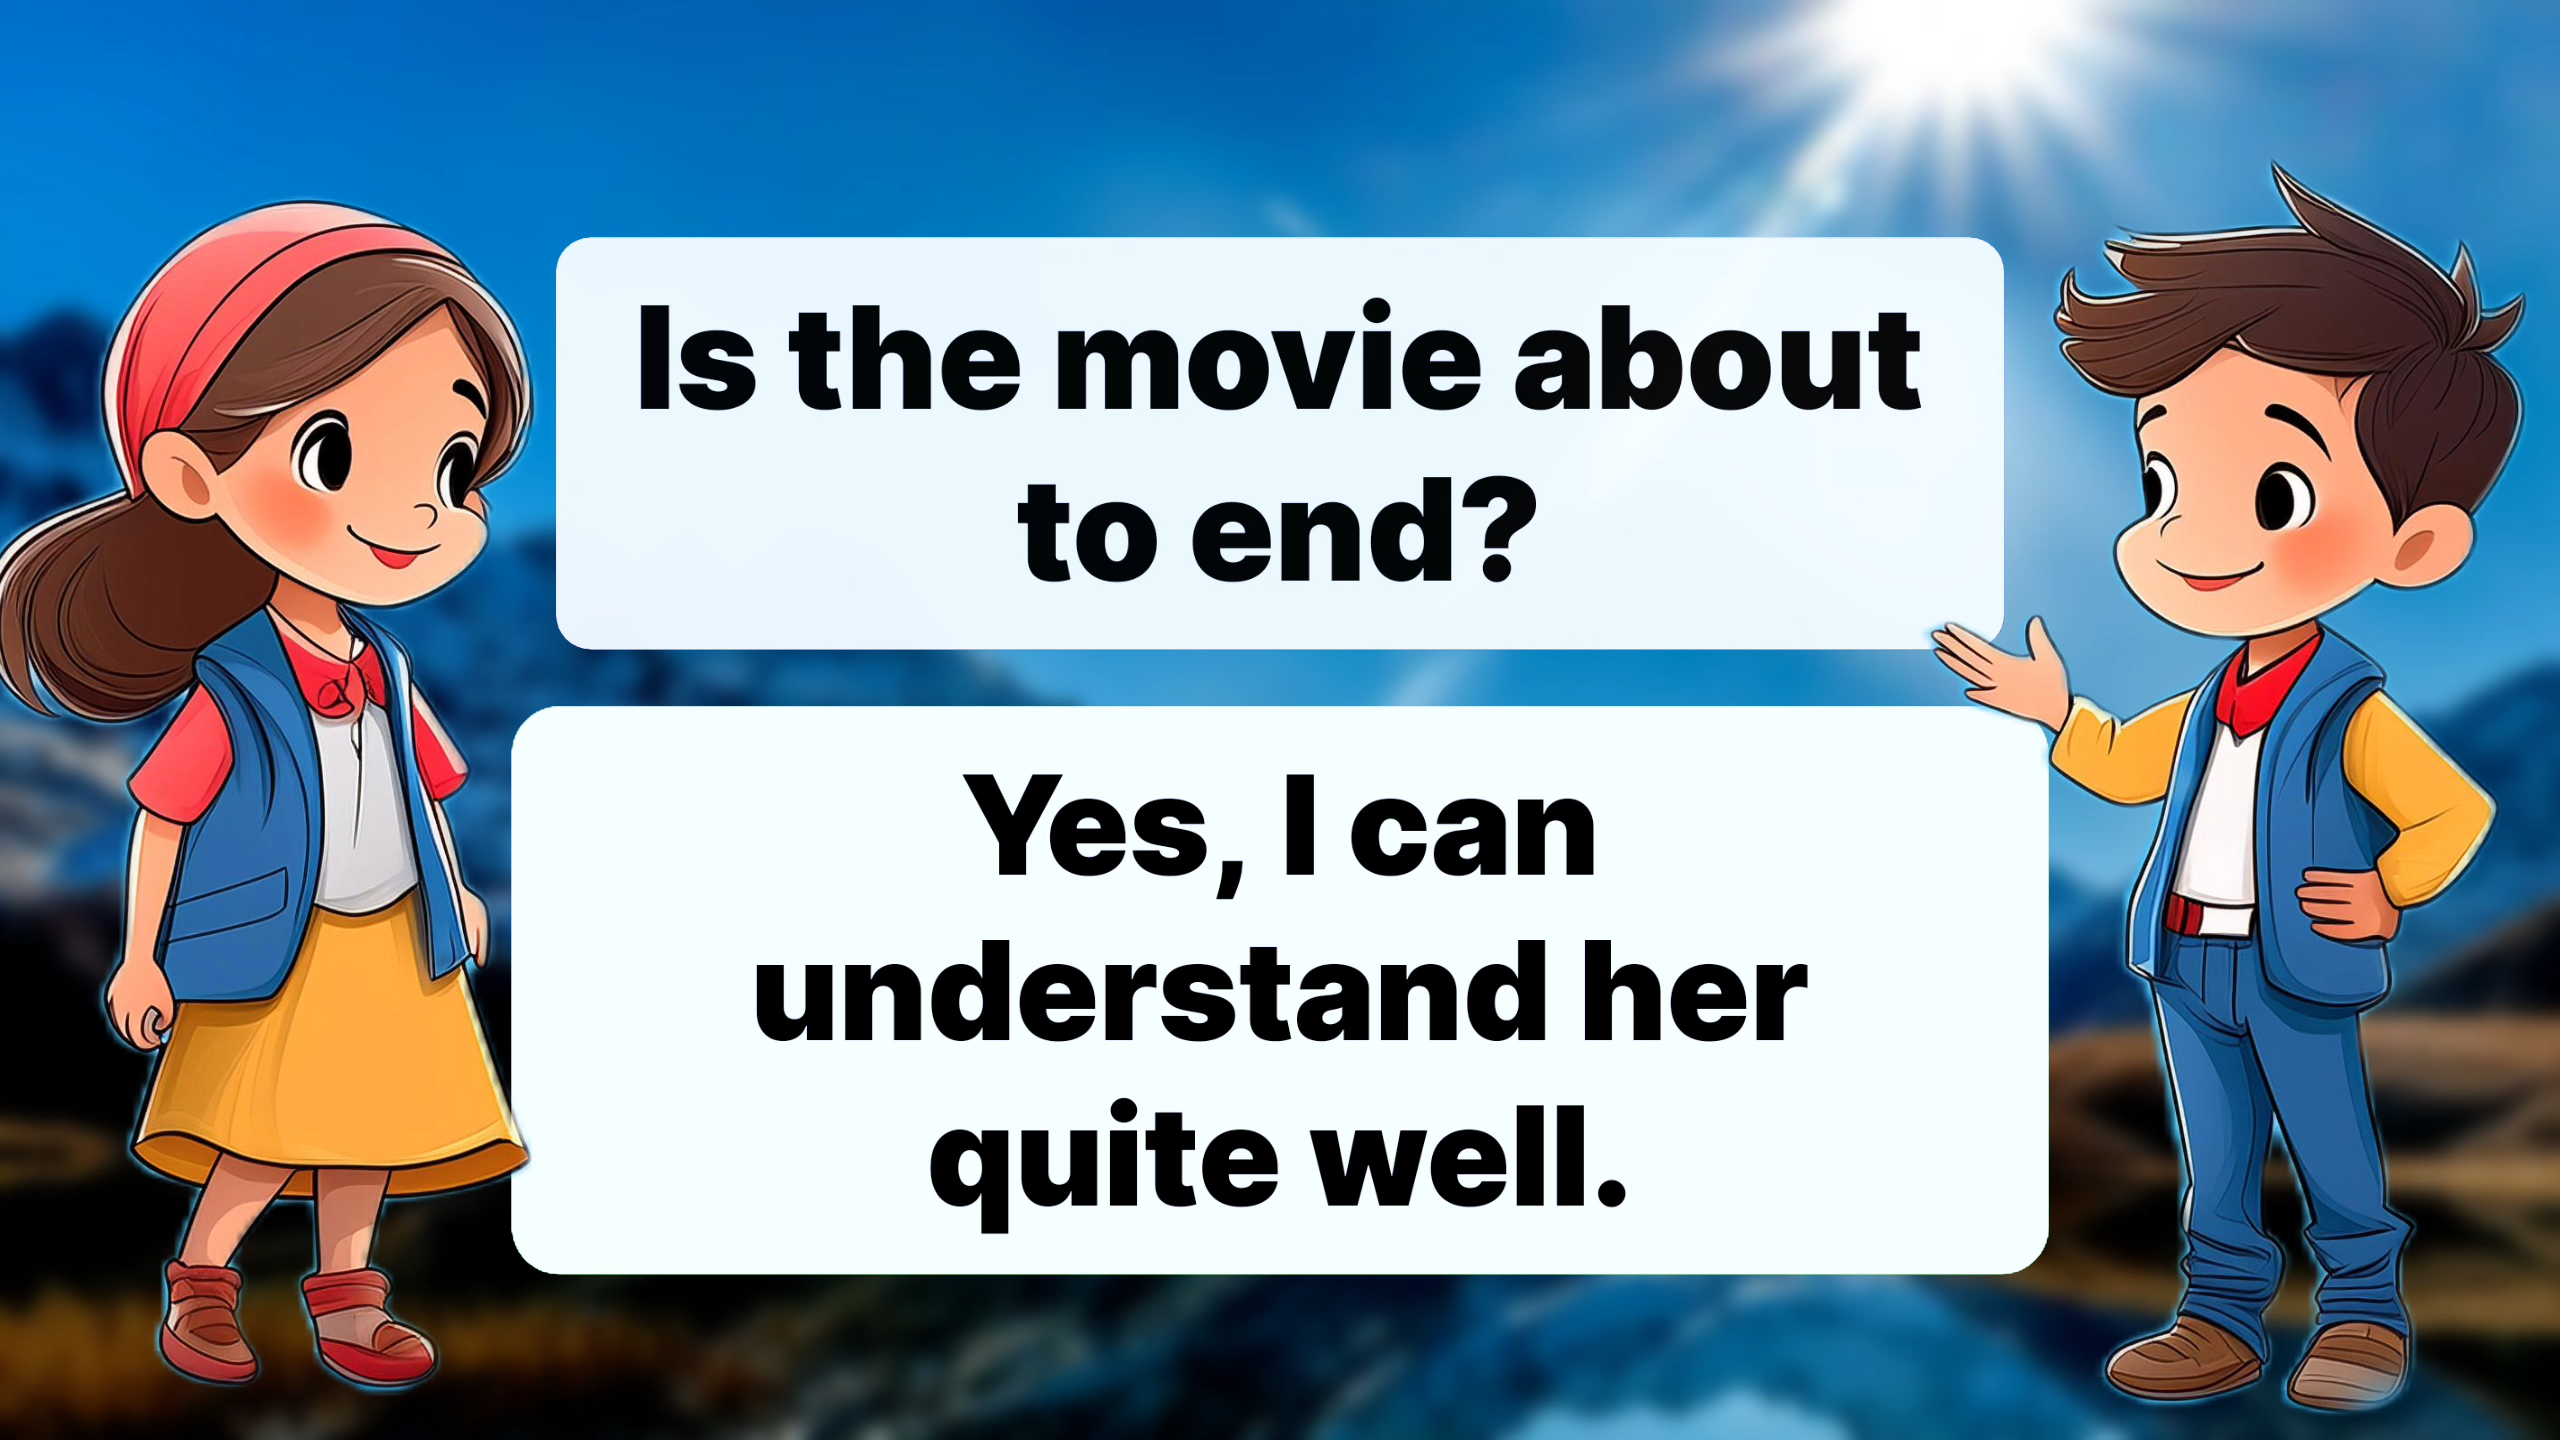 Is the movie about
to end?
Yes, I can
understand her
quite well.